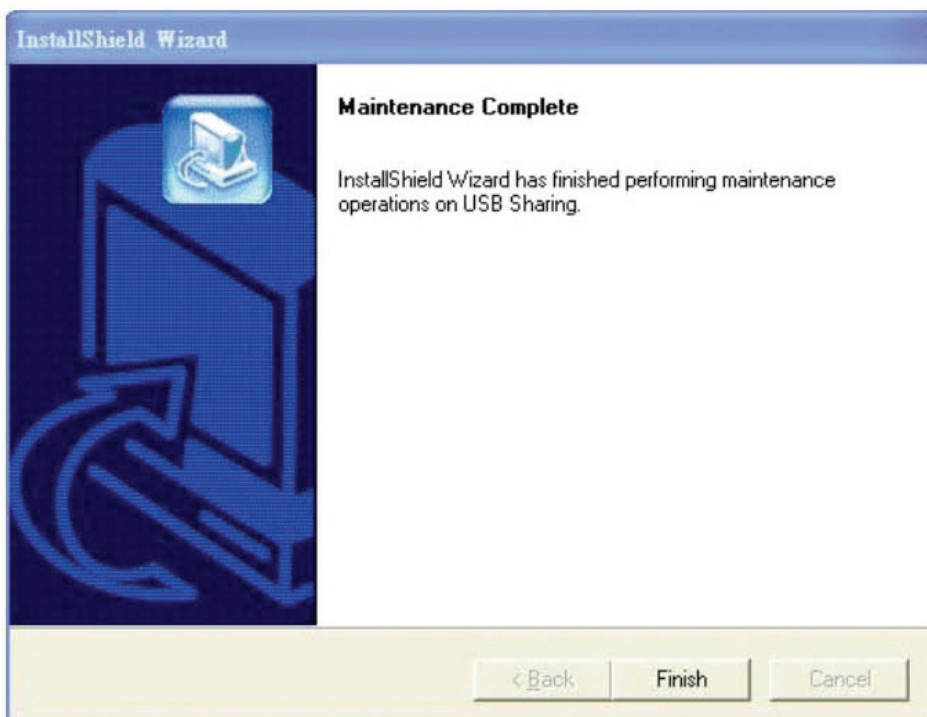 InstallShield Wizard
Maintenance Complete
InstallShield Wizard has finished performing maintenance
operations on USB Sharing.
< Back
Finish
Cancel